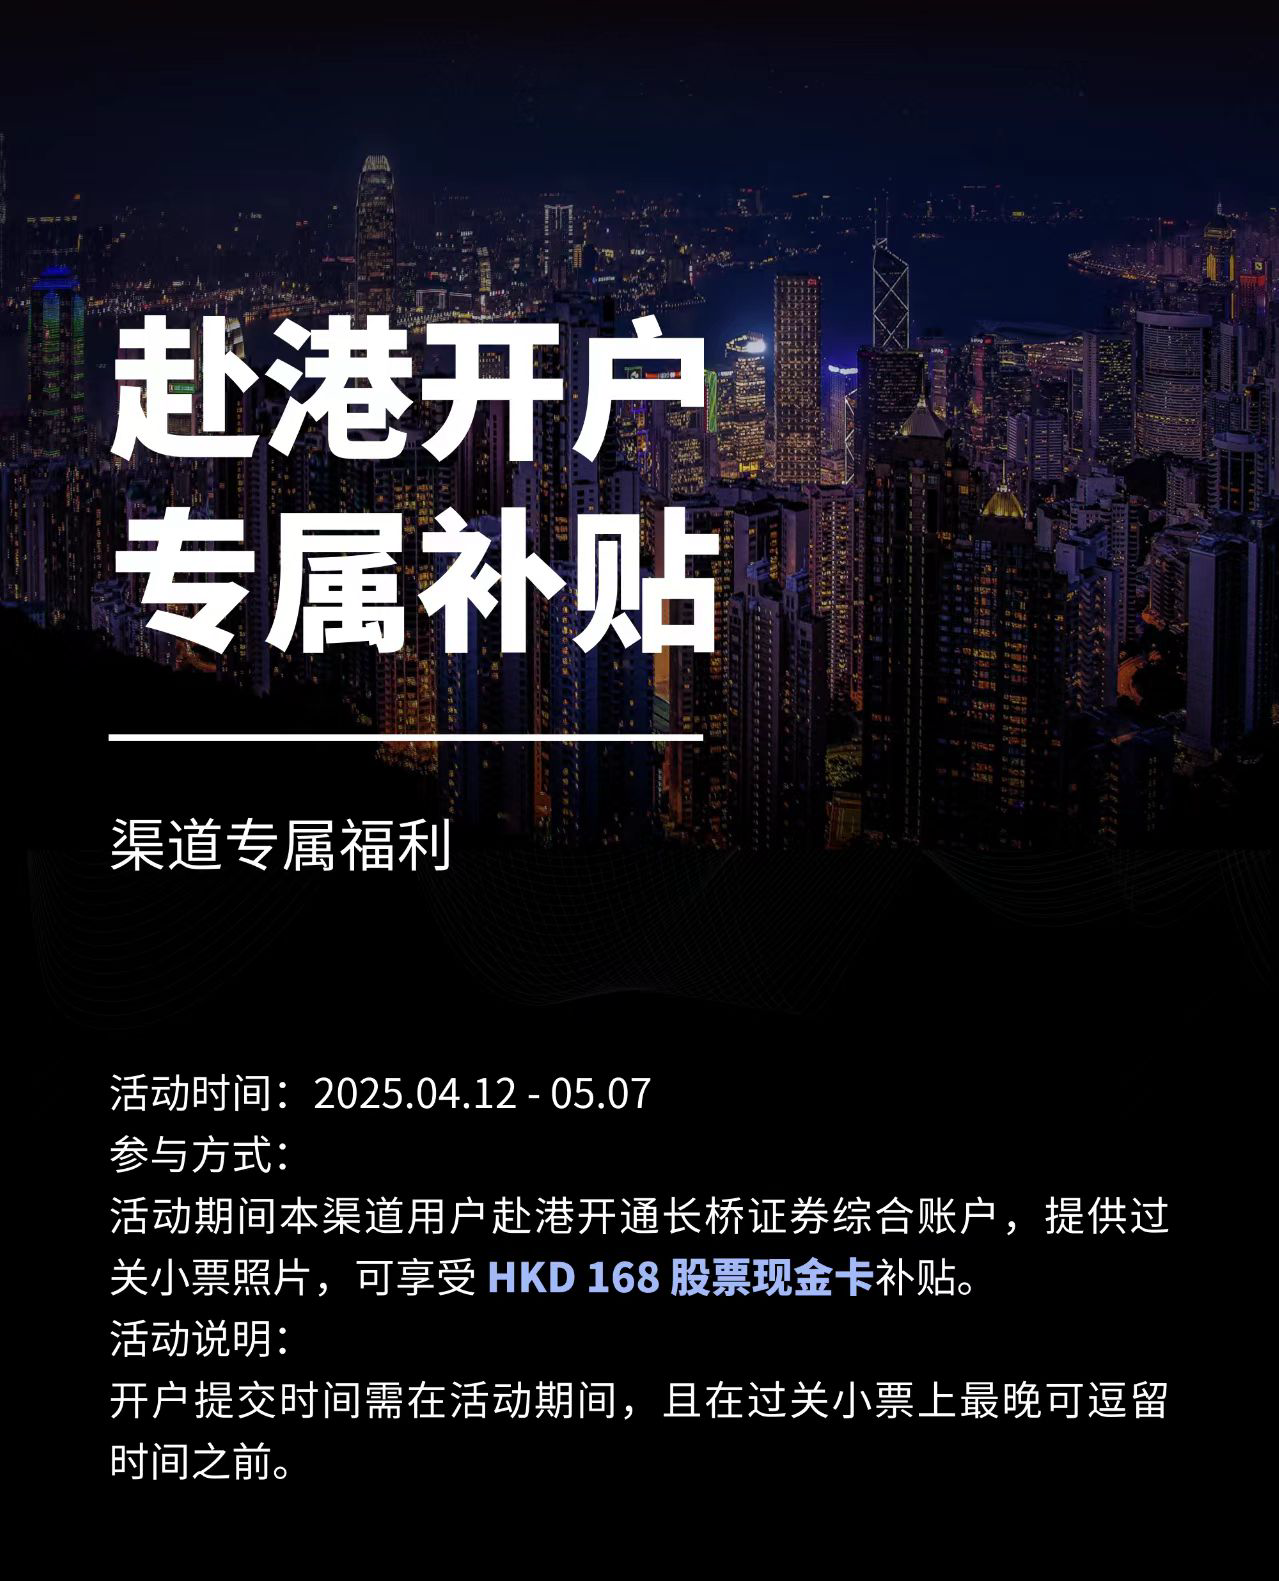 赴港开户
专属补贴
渠道专属福利
活动时间：2025.04.12 - 05.07
参与方式：
活动期间本渠道用户赴港开通长桥证券综合账户，提供过
关小票照片，可享受 HKD 168 股票现金卡补贴。
活动说明：
开户提交时间需在活动期间，且在过关小票上最晚可逗留
时间之前。